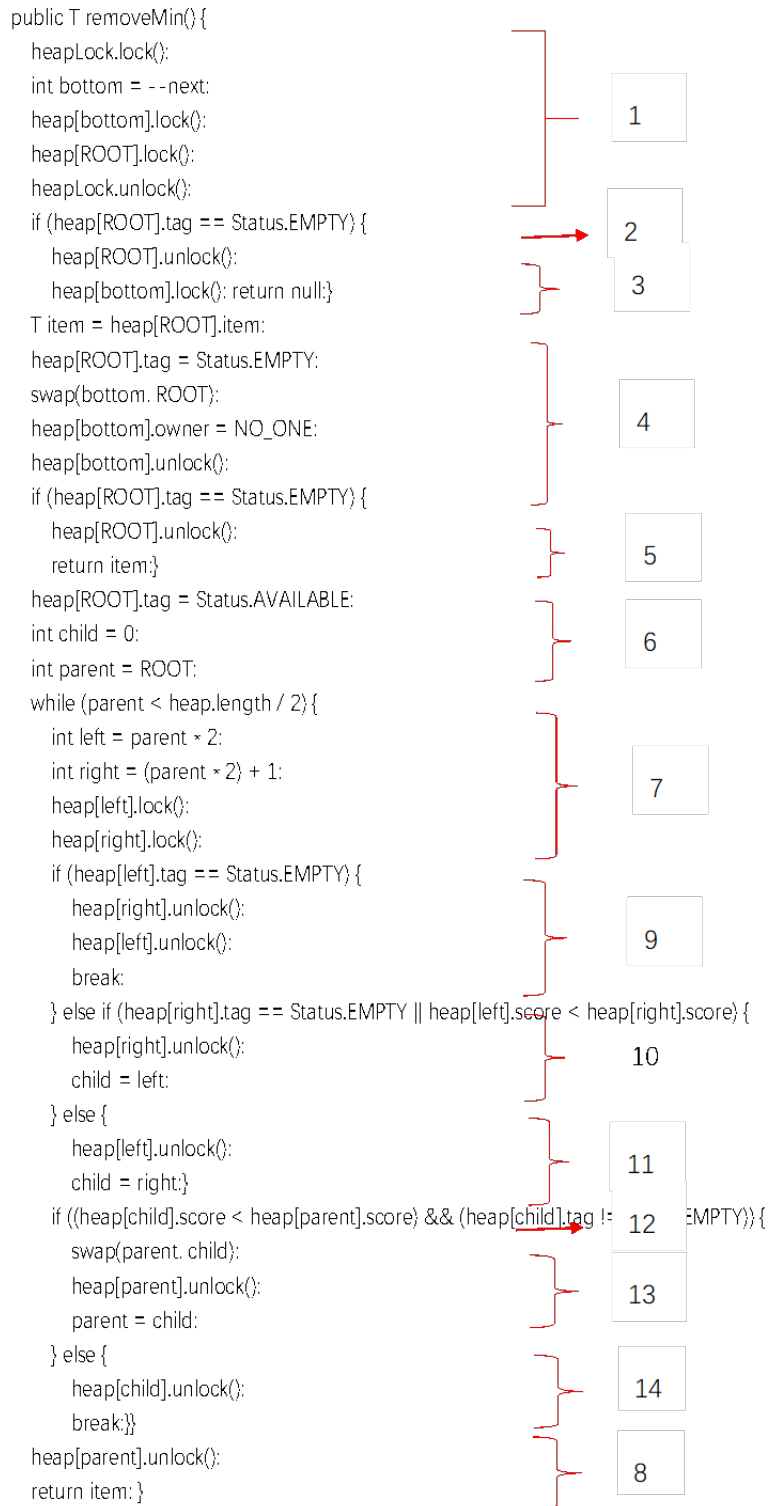 public T removeMin() {
heapLock.lock():
int bottom = --next:
heap[bottom].lock():
heap[ROOT].lock():
1
heapLock.unlock():
if (heap[ROOT].tag == Status.EMPTY) {
2
heap[ROOT].unlock():
heap[bottom].lock(): return null:}
3
T item = heap[ROOT].item:
heap[ROOT].tag = Status.EMPTY:
swap(bottom. ROOT):
heap[bottom].owner = NO_ONE:
4
heap[bottom].unlock():
if (heap[ROOT].tag == Status.EMPTY) {
heap[ROOT].unlock():
return item:}
5
heap[ROOT].tag = Status.AVAILABLE:
int child = 0:
6
int parent = ROOT:
while (parent < heap.length / 2) {
int left = parent * 2:
int right = (parent * 2) + 1:
7
heap[left].lock():
heap[right].lock():
if (heap[left].tag == Status.EMPTY) {
heap[right].unlock():
heap[left].unlock():
9
break:
} else if (heap[right].tag == Status.EMPTY || heap[left].score < heap[right].score) {
heap[right].unlock():
10
child = left:
} else {
heap[left].unlock():
11
child = right:}
if ((heap[child].score < heap[parent].score) && (heap[child].tag != EMPTY)) {
12
swap(parent. child):
heap[parent].unlock():
13
parent = child:
} else {
heap[child].unlock():
14
break:}}
heap[parent].unlock():
8
return item: }